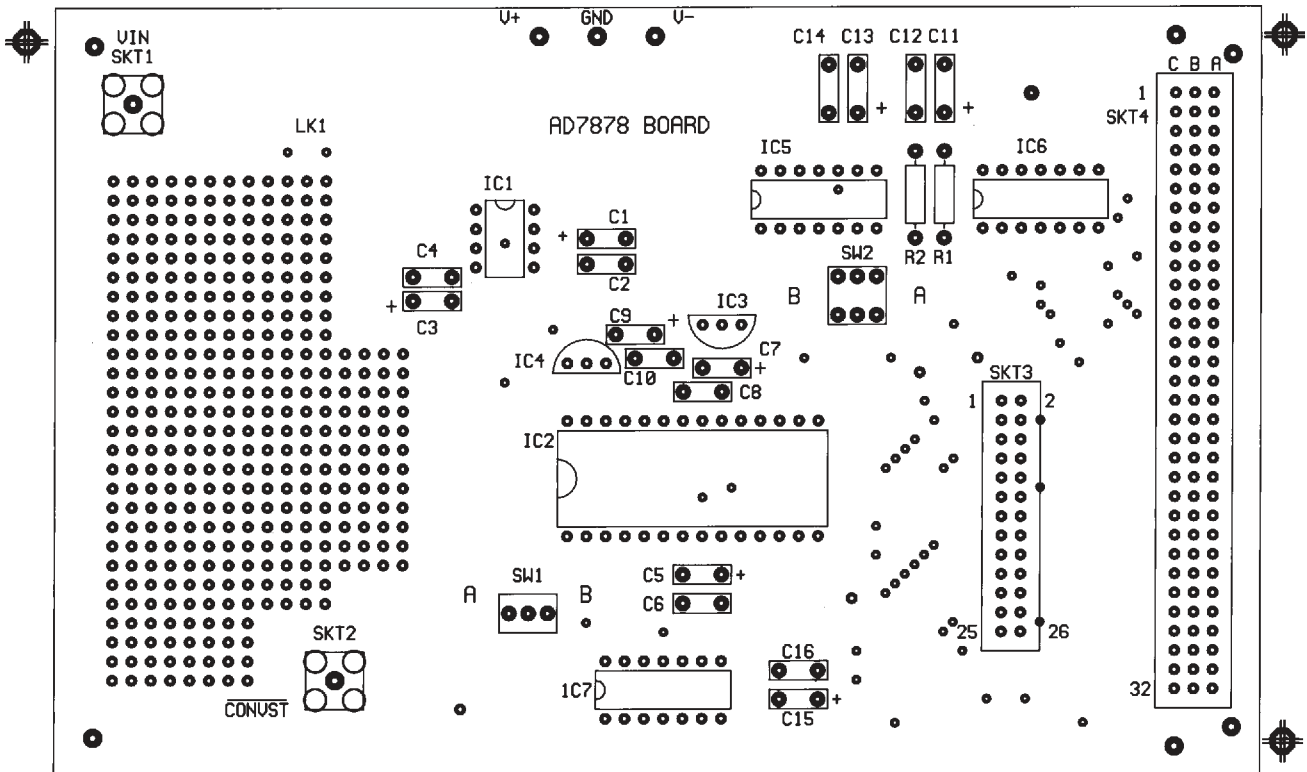 V+ GND V-
VIN
SKT1
C14 C13 C12 C11
+ +
C B A
1
SKT4
LK1
AD7878 BOARD
IC5 IC6
IC1
C1
+
C2
R2 R1
SW2
B A
C4
+
C3
C9 + IC3
IC4 C10 C7
+
C8
SKT3
1 2
IC2
C5 +
C6
A SW1 B
25 26
SKT2
CONVST
1C7
C16
+
C15
32